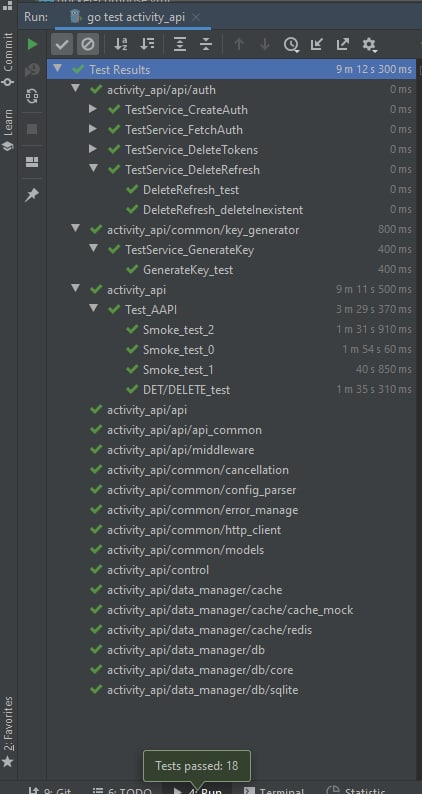 Run: go test activity_api
Commit
Learn
Test Results 9 m 12 s 300 ms
activity_api/api/auth 0 ms
TestService_CreateAuth 0 ms
TestService_FetchAuth 0 ms
TestService_DeleteTokens 0 ms
TestService_DeleteRefresh 0 ms
DeleteRefresh_test 0 ms
DeleteRefresh_deleteInexistent 0 ms
activity_api/common/key_generator 800 ms
TestService_GenerateKey 400 ms
GenerateKey_test 400 ms
activity_api 9 m 11 s 500 ms
Test_AAPI 3 m 29 s 370 ms
Smoke_test_2 1 m 31 s 910 ms
Smoke_test_0 1 m 54 s 60 ms
Smoke_test_1 40 s 850 ms
DET/DELETE_test 1 m 35 s 310 ms
activity_api/api
activity_api/api/api_common
activity_api/api/middleware
activity_api/common/cancellation
activity_api/common/config_parser
activity_api/common/error_manage
activity_api/common/http_client
activity_api/common/models
activity_api/control
activity_api/data_manager/cache
activity_api/data_manager/cache/cache_mock
activity_api/data_manager/cache/redis
activity_api/data_manager/db
activity_api/data_manager/db/core
activity_api/data_manager/db/sqlite
2: Favorites
Tests passed: 18
9: Git 6: TODO 4: Run Terminal Statistic